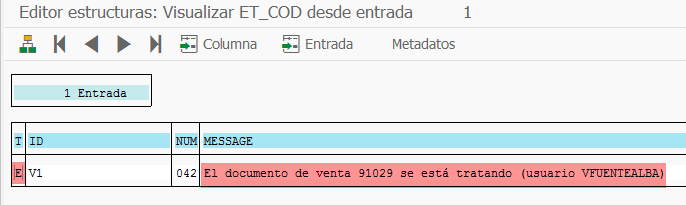 Editor estructuras: Visualizar ET_COD desde entrada 1
Columna Entrada Metadatos
1 Entrada
T ID NUM MESSAGE
E V1 042 El documento de venta 91029 se está tratando (usuario VFUENTEALBA)